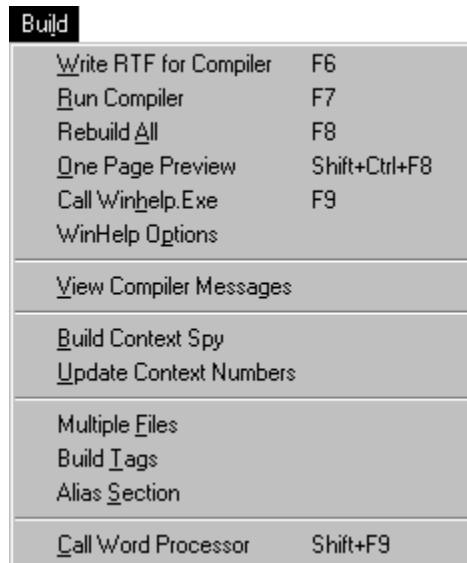 Build
Write RTF for Compiler F6
Run Compiler F7
Rebuild All F8
One Page Preview Shift+Ctrl+F8
Call Winhelp.Exe F9
WinHelp Options
View Compiler Messages
Build Context Spy
Update Context Numbers
Multiple Files
Build Tags
Alias Section
Call Word Processor Shift+F9